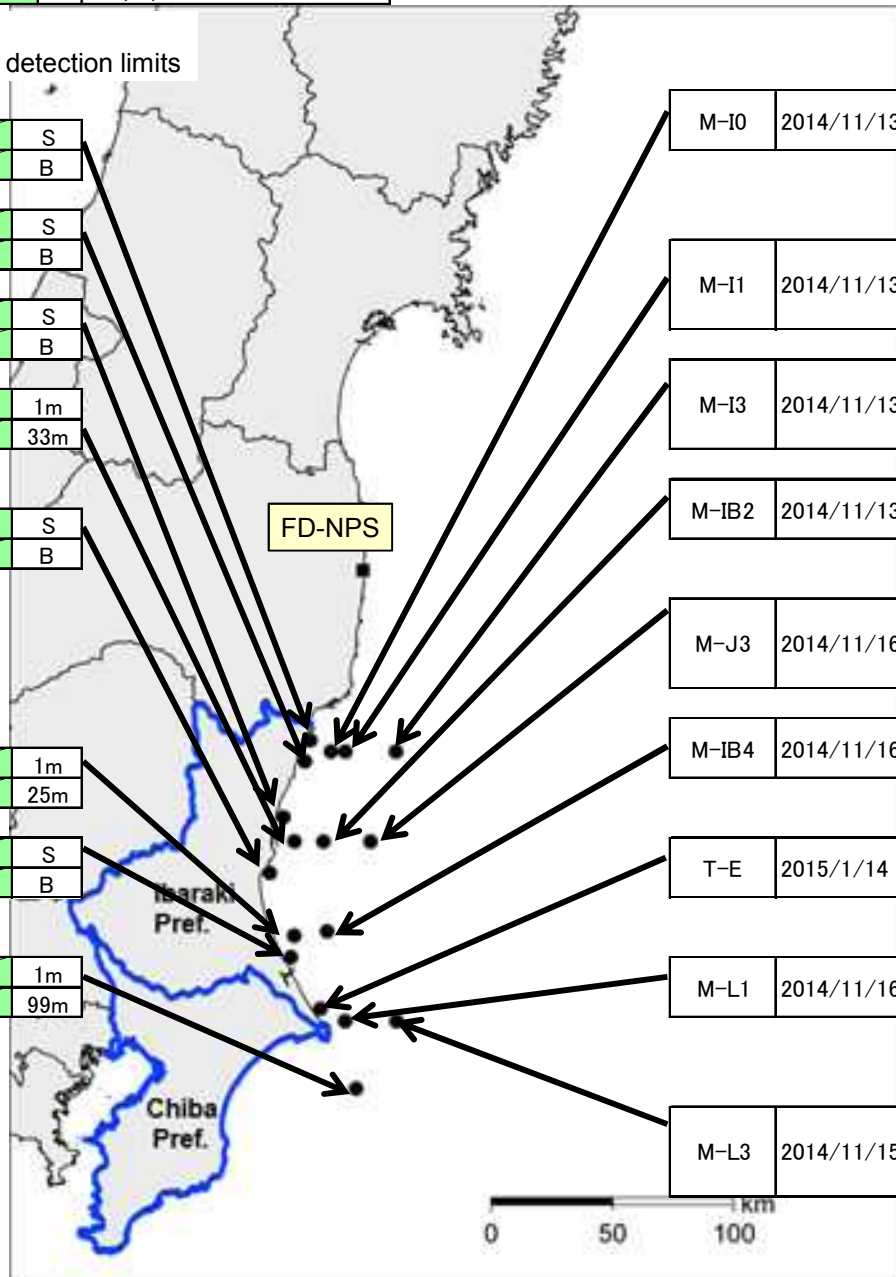 detection limits
S
B
S
B
S
B
1m
33m
S
B
1m
25m
S
B
1m
99m
FD-NPS
Ibaraki
Pref.
Chiba
Pref.
M-I0 2014/11/13
M-I1 2014/11/13
M-I3 2014/11/13
M-IB2 2014/11/13
M-J3 2014/11/16
M-IB4 2014/11/16
T-E 2015/1/14
M-L1 2014/11/16
M-L3 2014/11/15
km
0 50 100